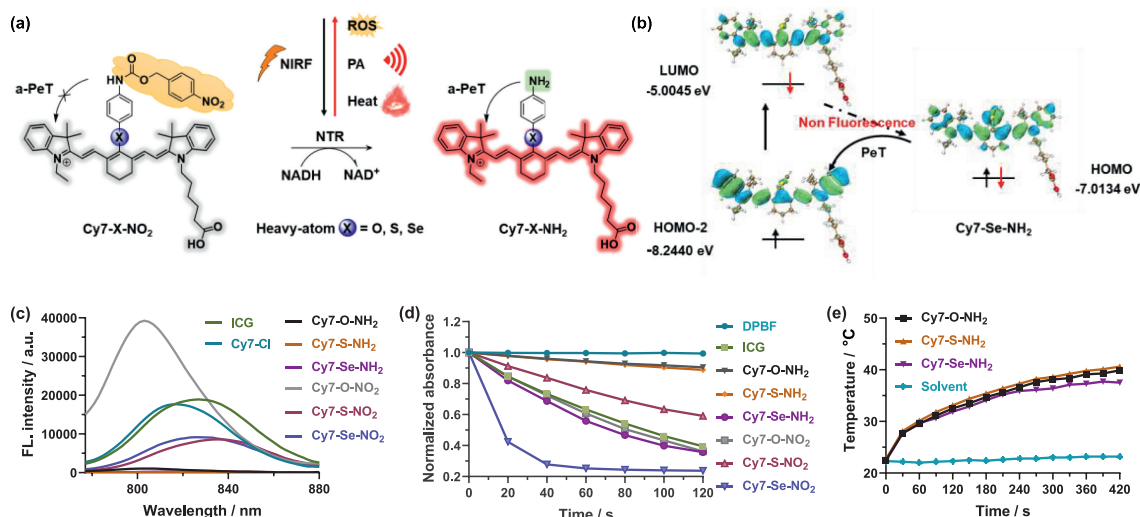 (a)
a-PeT
HN
O
O
NO₂
X
N
N
HO
O
Cy7-X-NO₂
NIRF
ROS
PA
Heat
NTR
NADH
NAD⁺
Heavy-atom X = O, S, Se
a-PeT
NH₂
X
N
N
HO
O
Cy7-X-NH₂
(b)
LUMO
-5.0045 eV
Non Fluorescence
PeT
HOMO
-7.0134 eV
HOMO-2
-8.2440 eV
Cy7-Se-NH₂
(c)
FL. intensity / a.u.
40000
30000
20000
10000
0
800
840
880
Wavelength / nm
ICG
Cy7-Cl
Cy7-O-NH₂
Cy7-S-NH₂
Cy7-Se-NH₂
Cy7-O-NO₂
Cy7-S-NO₂
Cy7-Se-NO₂
(d)
Normalized absorbance
1.2
1.0
0.8
0.6
0.4
0.2
0
20
40
60
80
100
120
Time / s
DPBF
ICG
Cy7-O-NH₂
Cy7-S-NH₂
Cy7-Se-NH₂
Cy7-O-NO₂
Cy7-S-NO₂
Cy7-Se-NO₂
(e)
Temperature / °C
50
40
30
20
0
60
120
180
240
300
360
420
Time / s
Cy7-O-NH₂
Cy7-S-NH₂
Cy7-Se-NH₂
Solvent